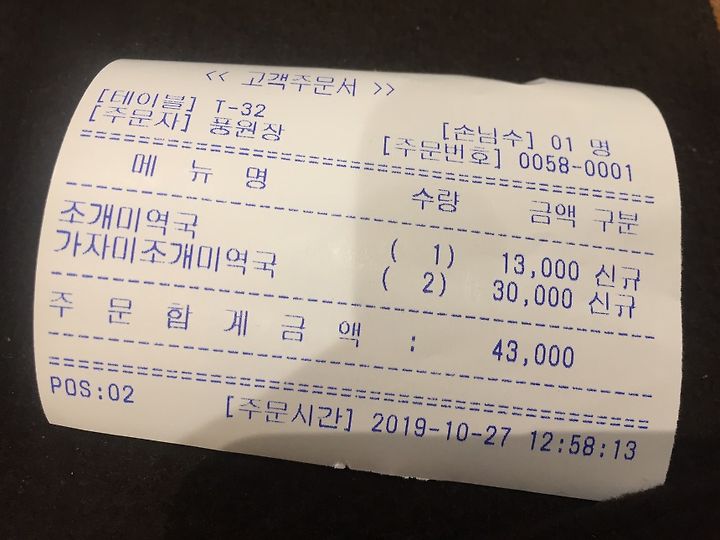 << 고객주문서 >>
[테이블] T-32 [손님수] 01 명
[주문자] 풍원장 [주문번호] 0058-0001
메 뉴 명 수량 금액 구분
조개미역국 ( 1) 13,000 신규
가자미조개미역국 ( 2) 30,000 신규
주 문 합 계 금 액 : 43,000
POS:02 [주문시간] 2019-10-27 12:58:13